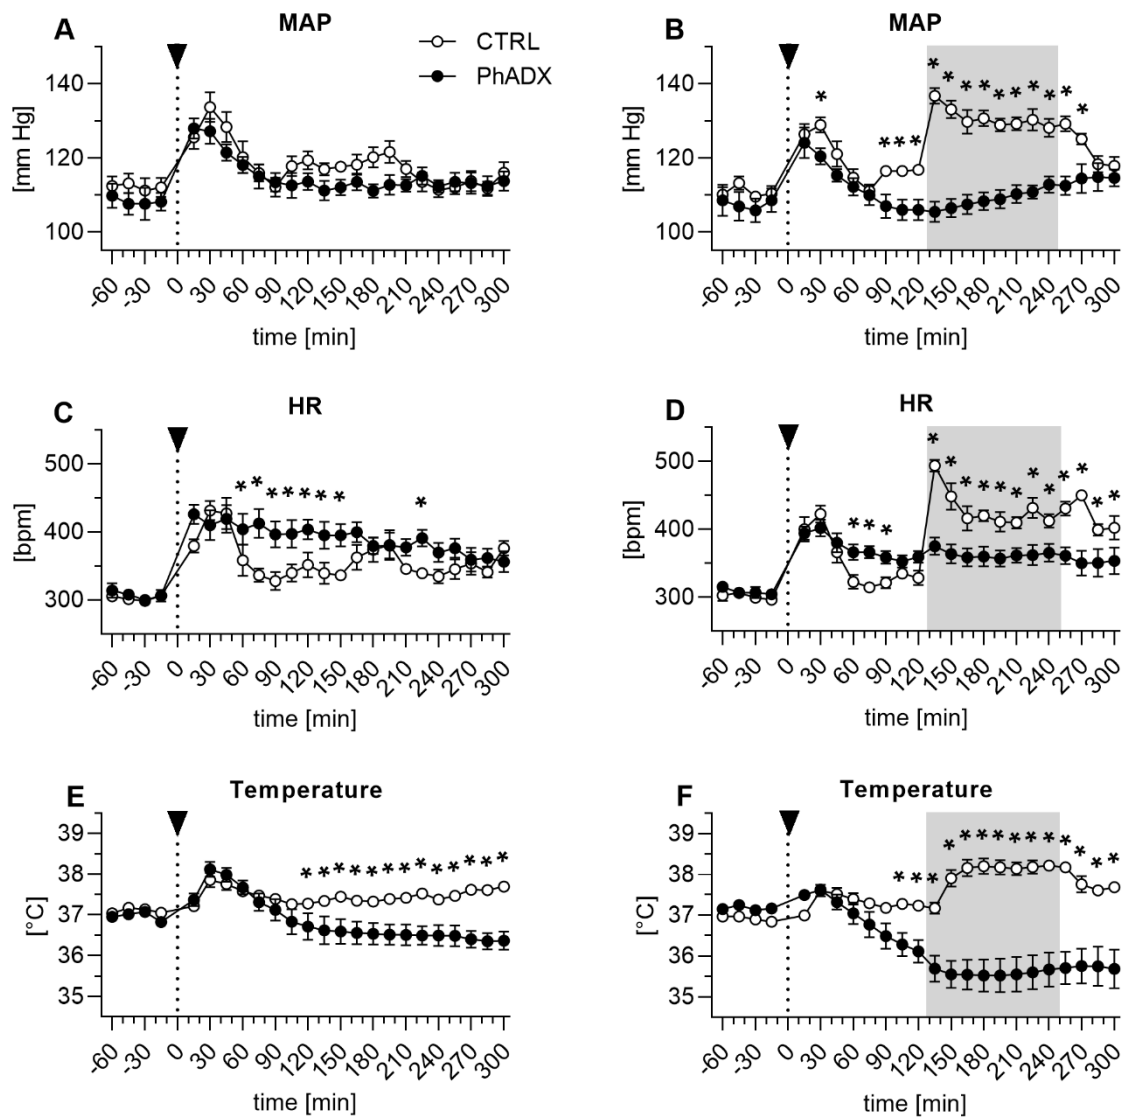 A
MAP
CTRL
PhADX
[mm Hg]
140
120
100
-60 -30 0 30 60 90 120 150 180 210 240 270 300
time [min]
B
MAP
* * * * * * * * * * * * * *
[mm Hg]
140
120
100
-60 -30 0 30 60 90 120 150 180 210 240 270 300
time [min]
C
HR
* * * * * * * *
[bpm]
500
400
300
-60 -30 0 30 60 90 120 150 180 210 240 270 300
time [min]
D
HR
* * * * * * * * * * * * * * *
[bpm]
500
400
300
-60 -30 0 30 60 90 120 150 180 210 240 270 300
time [min]
E
Temperature
* * * * * * * * * * * * *
[°C]
39
38
37
36
35
-60 -30 0 30 60 90 120 150 180 210 240 270 300
time [min]
F
Temperature
* * * * * * * * * * * * * *
[°C]
39
38
37
36
35
-60 -30 0 30 60 90 120 150 180 210 240 270 300
time [min]